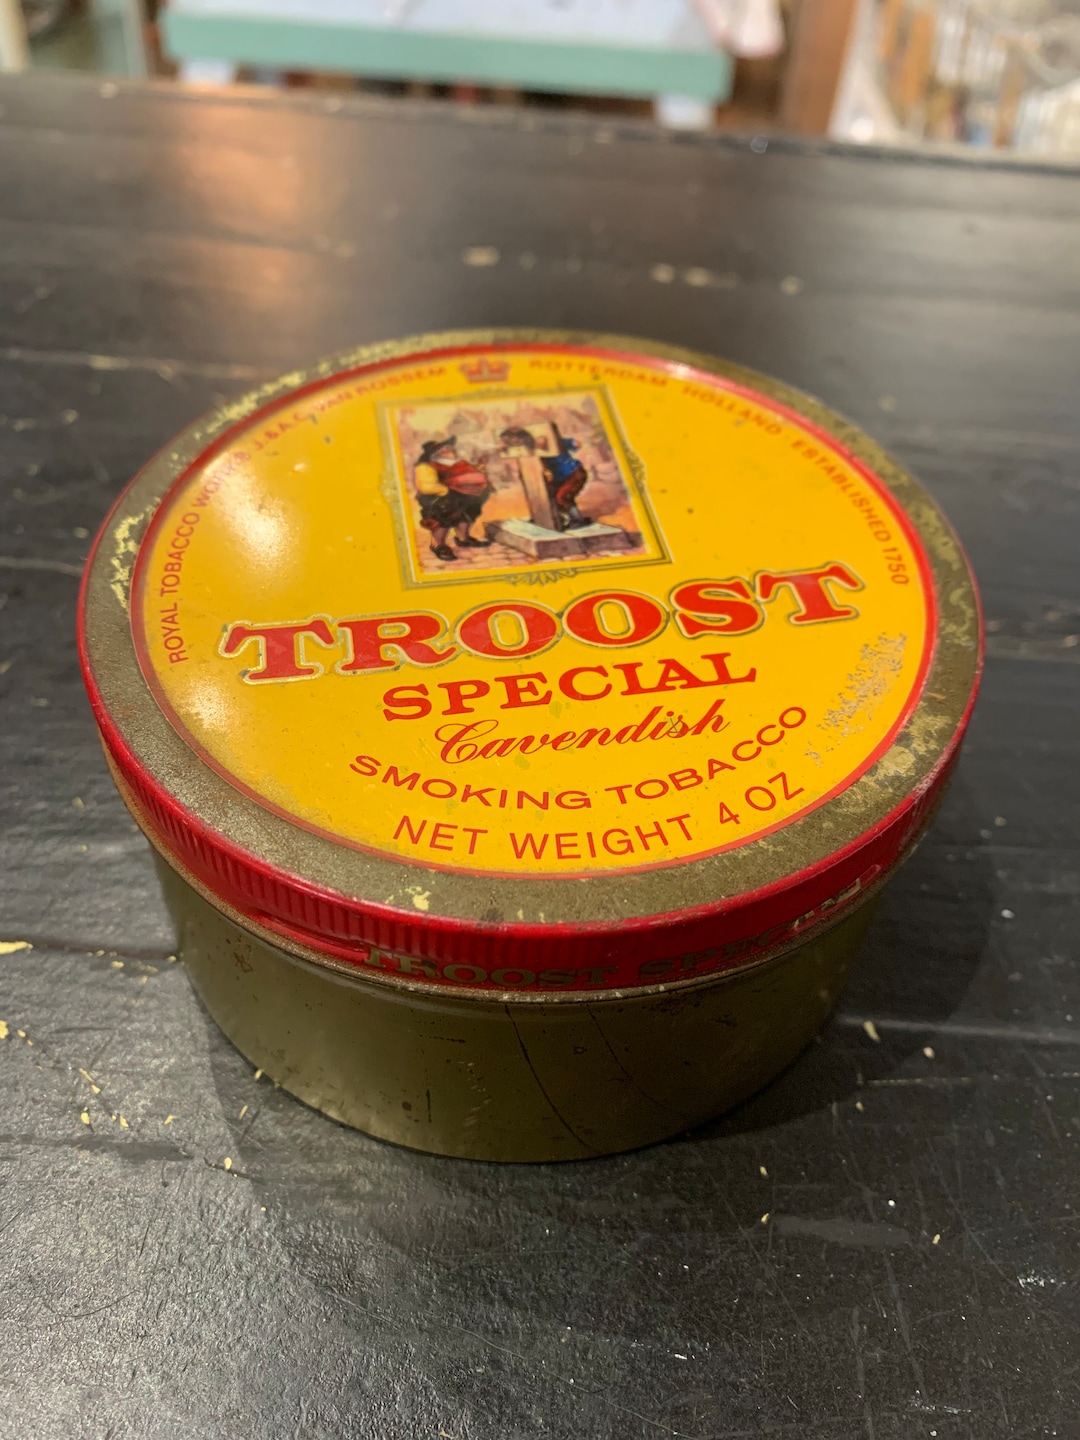 ROYAL TOBACCO WORKS J.&A.C. VAN ROSSEM ROTTERDAM HOLLAND · ESTABLISHED 1750
TROOST
SPECIAL
Cavendish
SMOKING TOBACCO
NET WEIGHT 4 OZ
TROOST SPECIAL